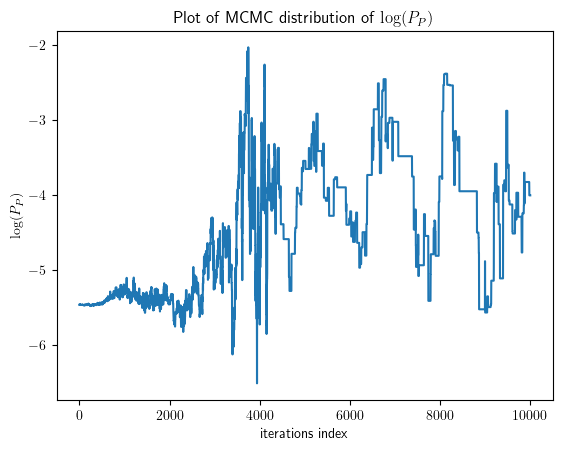 Plot of MCMC distribution of log(P_P)
−2
−3
−4
−5
−6
log(P_P)
0 2000 4000 6000 8000 10000
iterations index